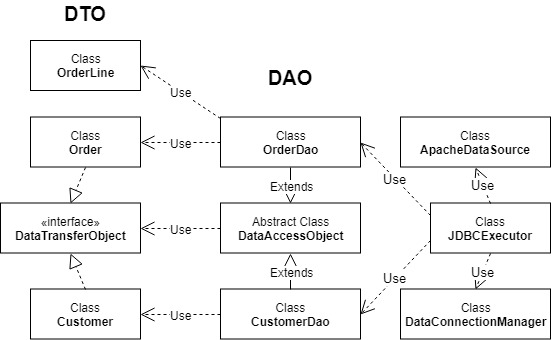 DTO
Class
OrderLine
DAO
Use
Class
Order
Use
Class
OrderDao
Class
ApacheDataSource
Use
Use
Extends
«interface»
DataTransferObject
Use
Abstract Class
DataAccessObject
Class
JDBCExecutor
Extends
Use
Use
Class
Customer
Use
Class
CustomerDao
Class
DataConnectionManager